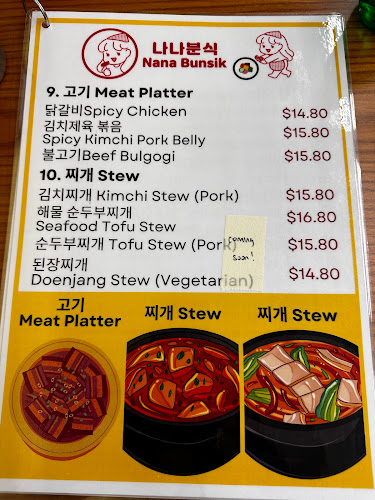 나나분식
Nana Bunsik
9. 고기 Meat Platter
닭갈비Spicy Chicken $14.80
김치제육 볶음
Spicy Kimchi Pork Belly $15.80
불고기Beef Bulgogi $15.80
10. 찌개 Stew
김치찌개 Kimchi Stew (Pork) $15.80
해물 순두부찌개
Seafood Tofu Stew $16.80
순두부찌개 Tofu Stew (Pork) $15.80
coming
soon!
된장찌개
Doenjang Stew (Vegetarian) $14.80
고기
Meat Platter
찌개 Stew
찌개 Stew